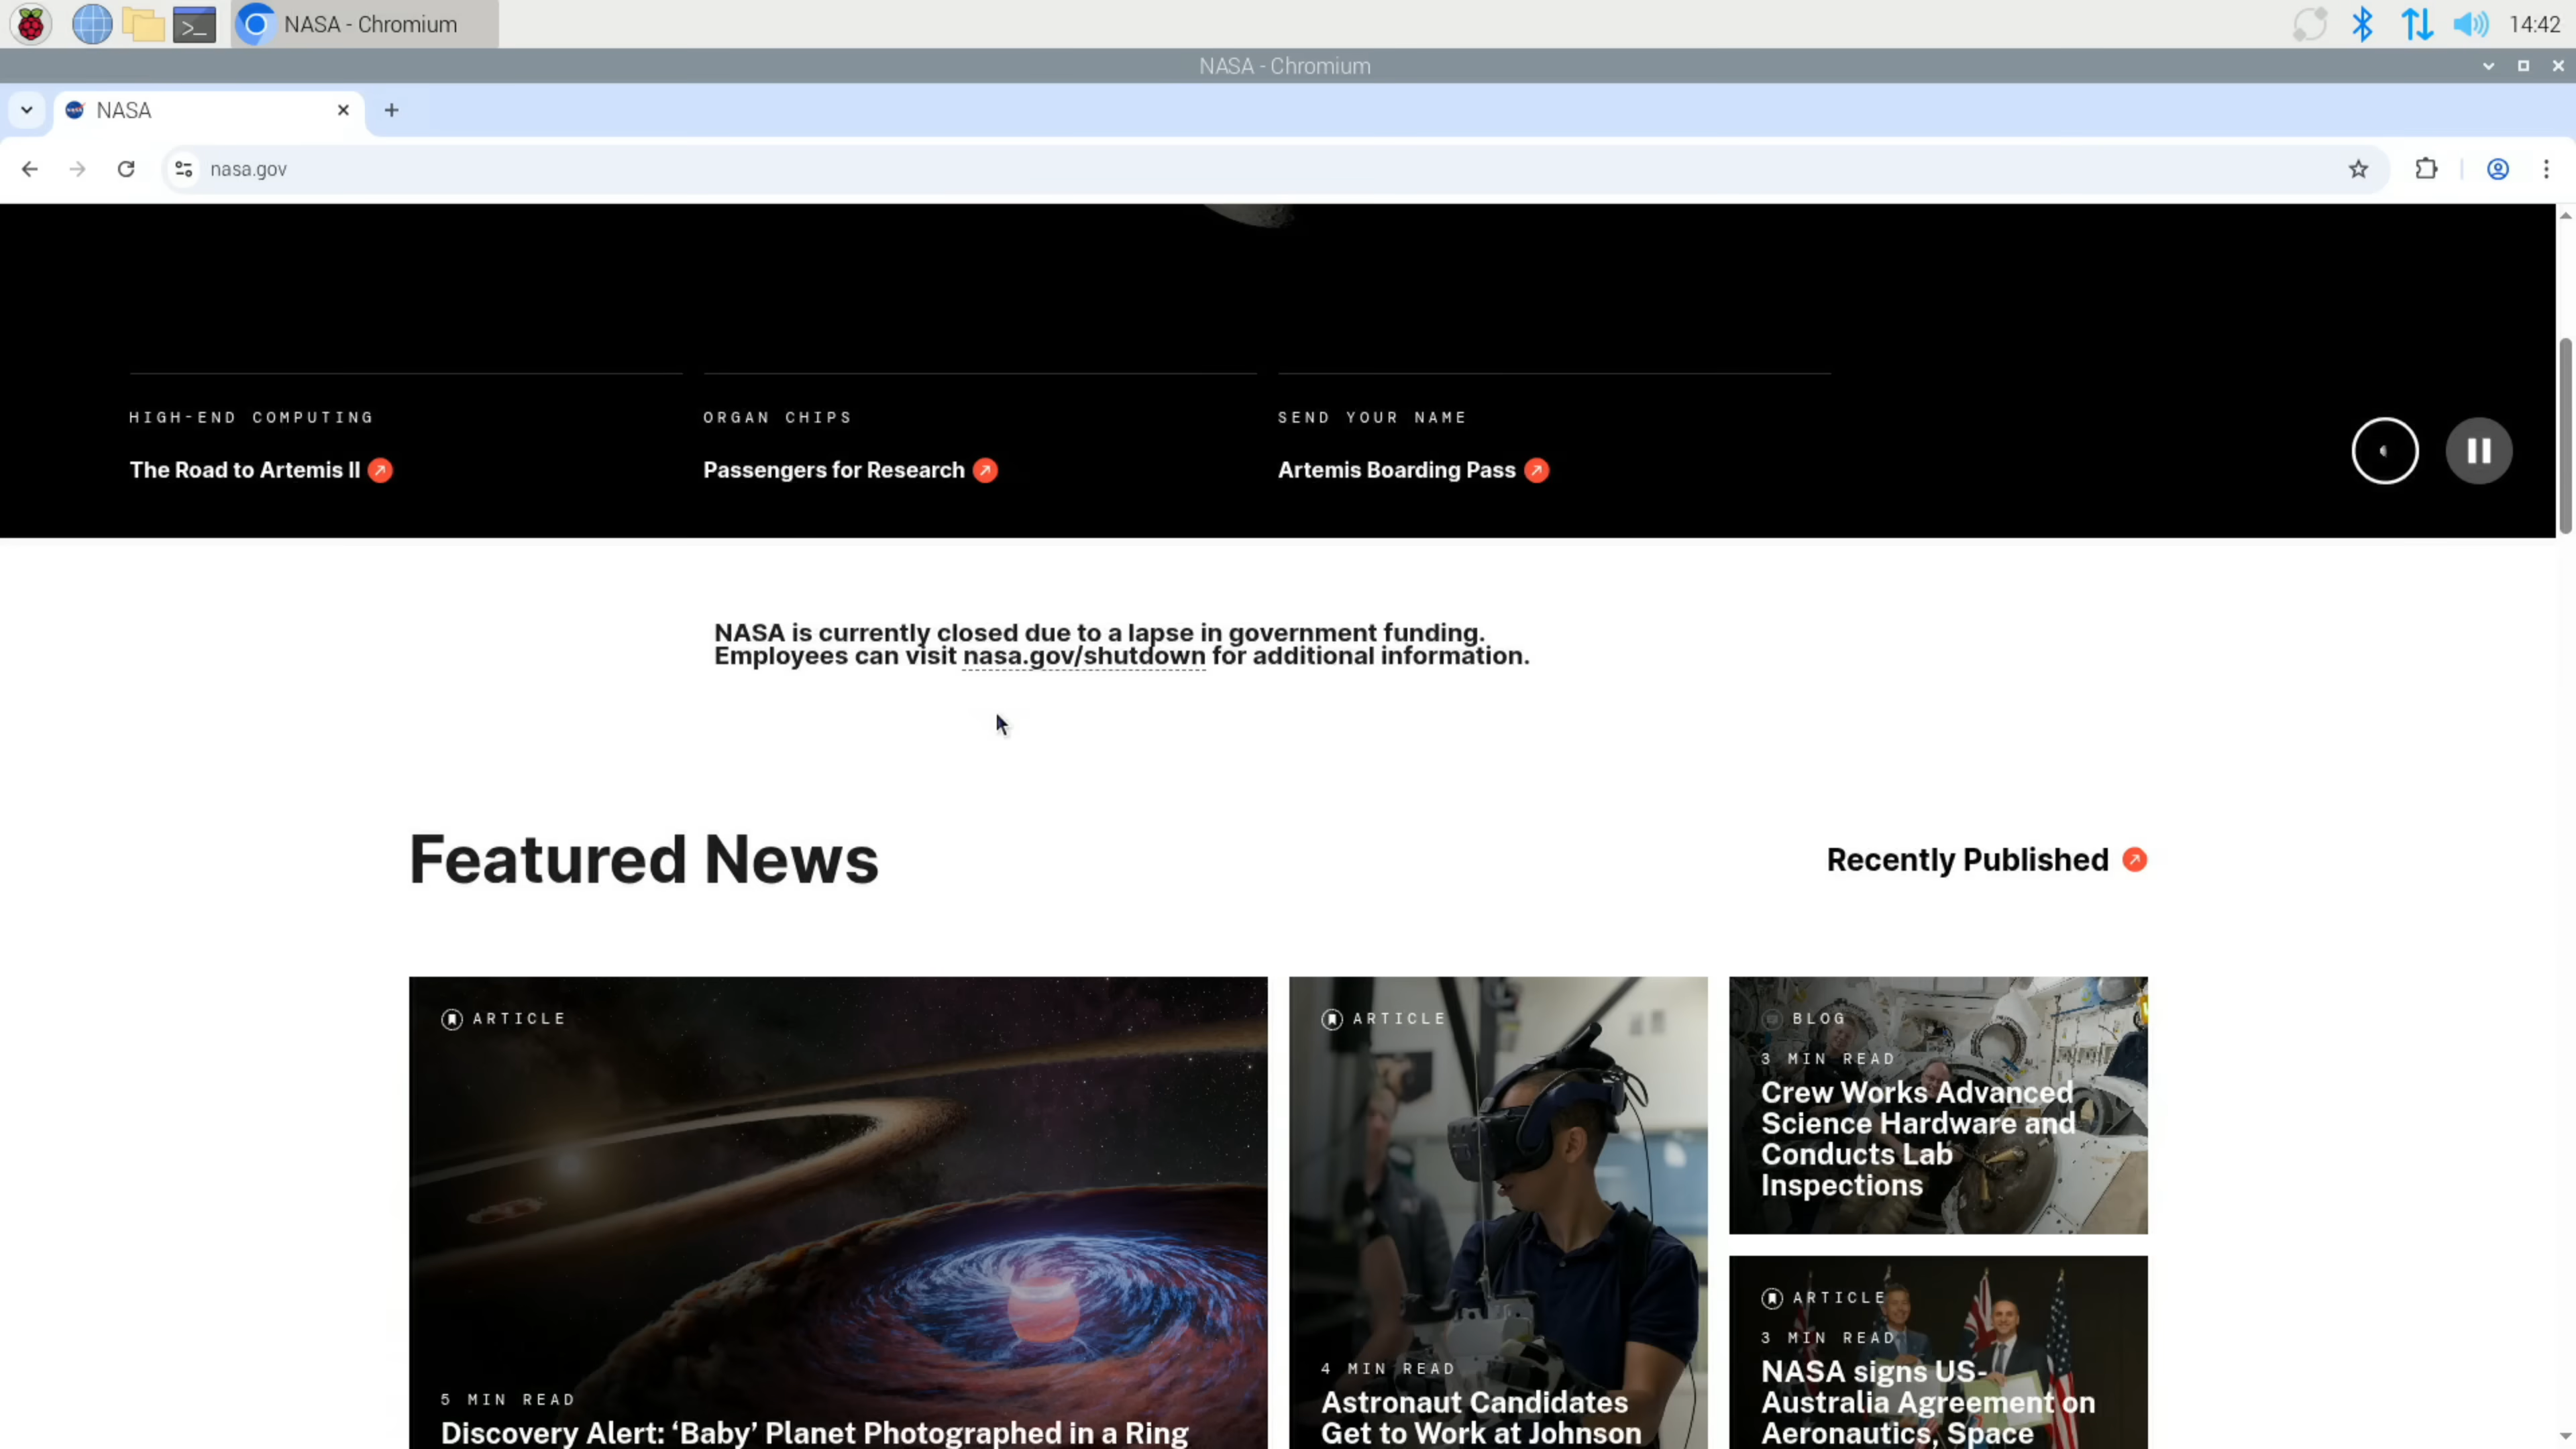 NASA - Chromium
14:42
NASA - Chromium
NASA
nasa.gov
HIGH-END COMPUTING
The Road to Artemis II
ORGAN CHIPS
Passengers for Research
SEND YOUR NAME
Artemis Boarding Pass
NASA is currently closed due to a lapse in government funding.
Employees can visit nasa.gov/shutdown for additional information.
Featured News
Recently Published
ARTICLE
5 MIN READ
Discovery Alert: ‘Baby’ Planet Photographed in a Ring
ARTICLE
4 MIN READ
Astronaut Candidates
Get to Work at Johnson
BLOG
3 MIN READ
Crew Works Advanced
Science Hardware and
Conducts Lab
Inspections
ARTICLE
3 MIN READ
NASA signs US-
Australia Agreement on
Aeronautics, Space